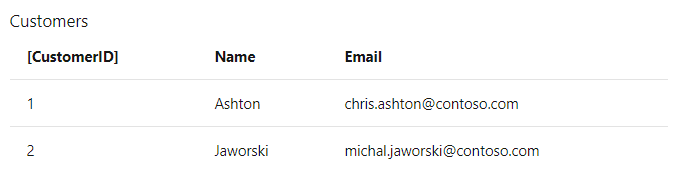 Customers
[CustomerID] Name Email
1 Ashton chris.ashton@contoso.com
2 Jaworski michal.jaworski@contoso.com